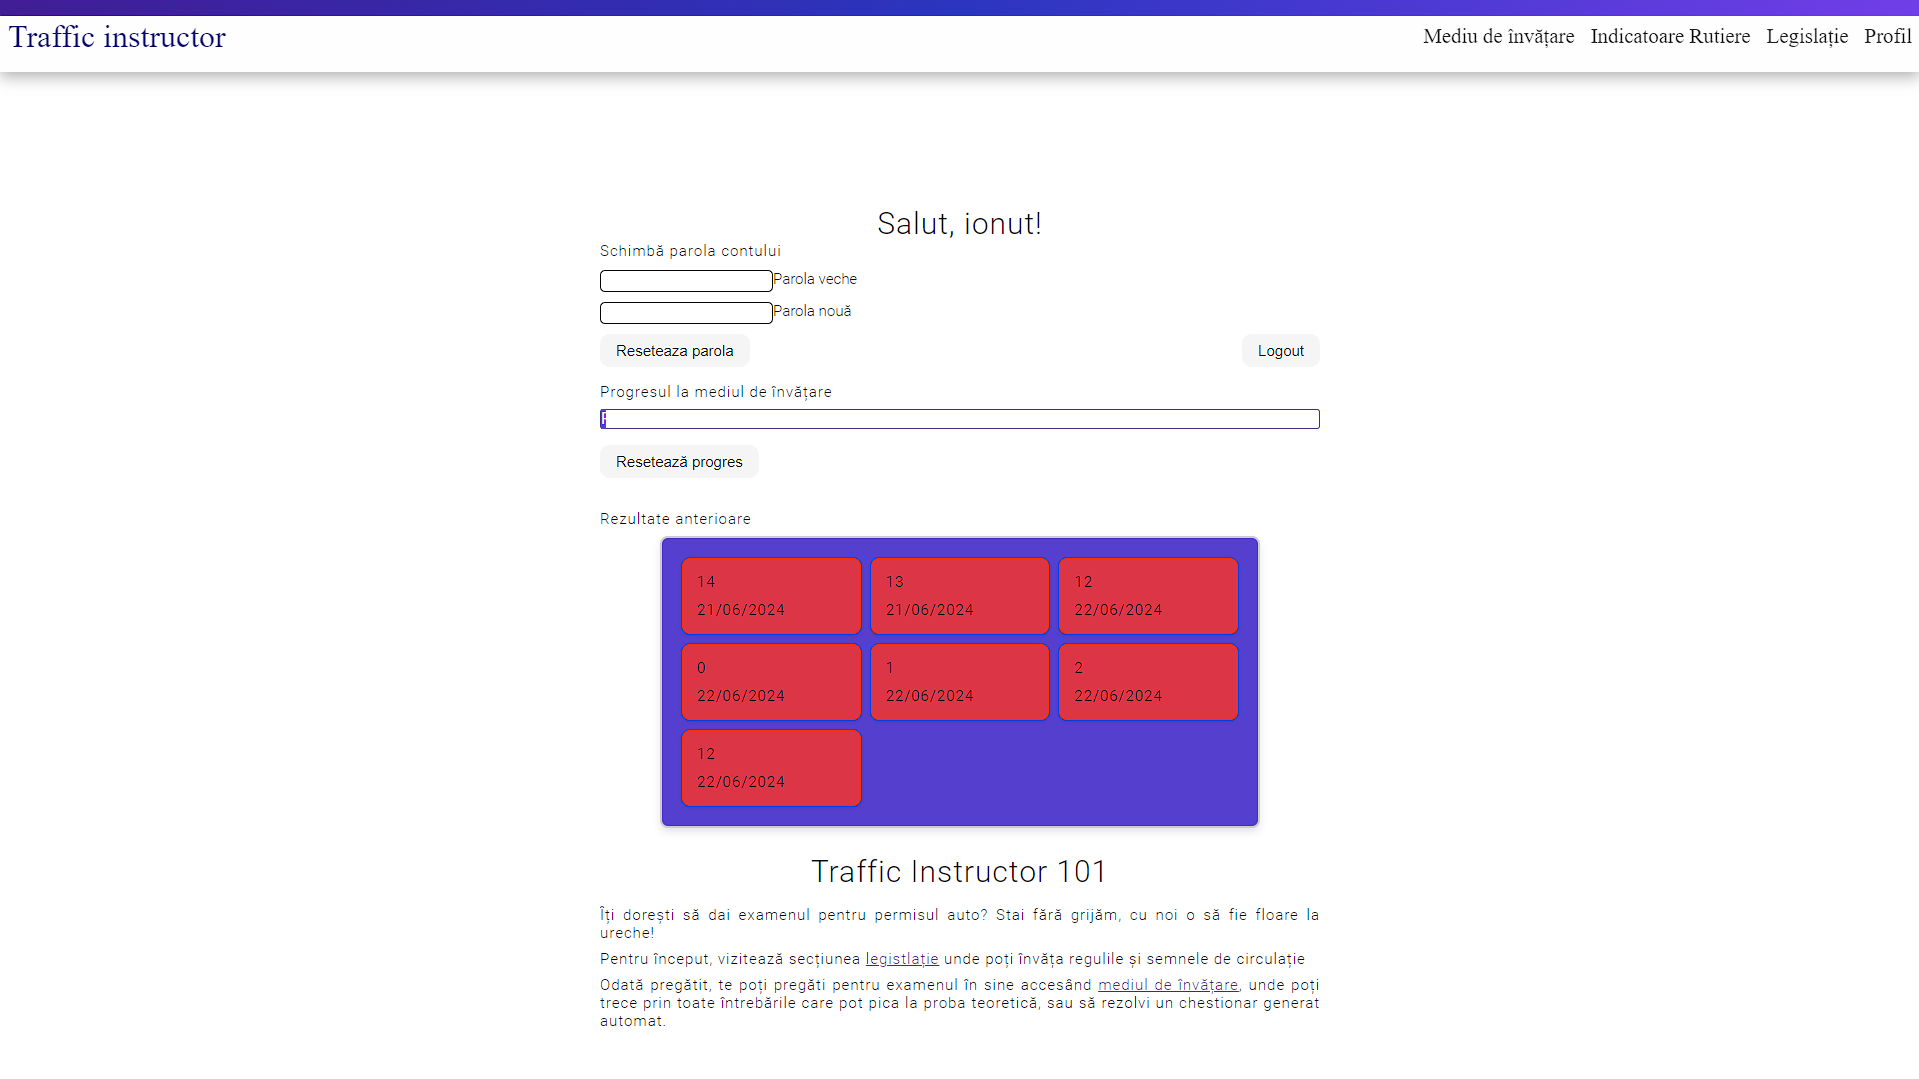 Traffic instructor
Mediu de învățare Indicatoare Rutiere Legislație Profil
Salut, ionut!
Schimbă parola contului
Parola veche
Parola nouă
Reseteaza parola
Logout
Progresul la mediul de învățare
Resetează progres
Rezultate anterioare
14
21/06/2024
13
21/06/2024
12
22/06/2024
0
22/06/2024
1
22/06/2024
2
22/06/2024
12
22/06/2024
Traffic Instructor 101
Îți dorești să dai examenul pentru permisul auto? Stai fără grijăm, cu noi o să fie floare la
ureche!
Pentru început, vizitează secțiunea legistlație unde poți învăța regulile și semnele de circulație
Odată pregătit, te poți pregăti pentru examenul în sine accesând mediul de învățare, unde poți
trece prin toate întrebările care pot pica la proba teoretică, sau să rezolvi un chestionar generat
automat.